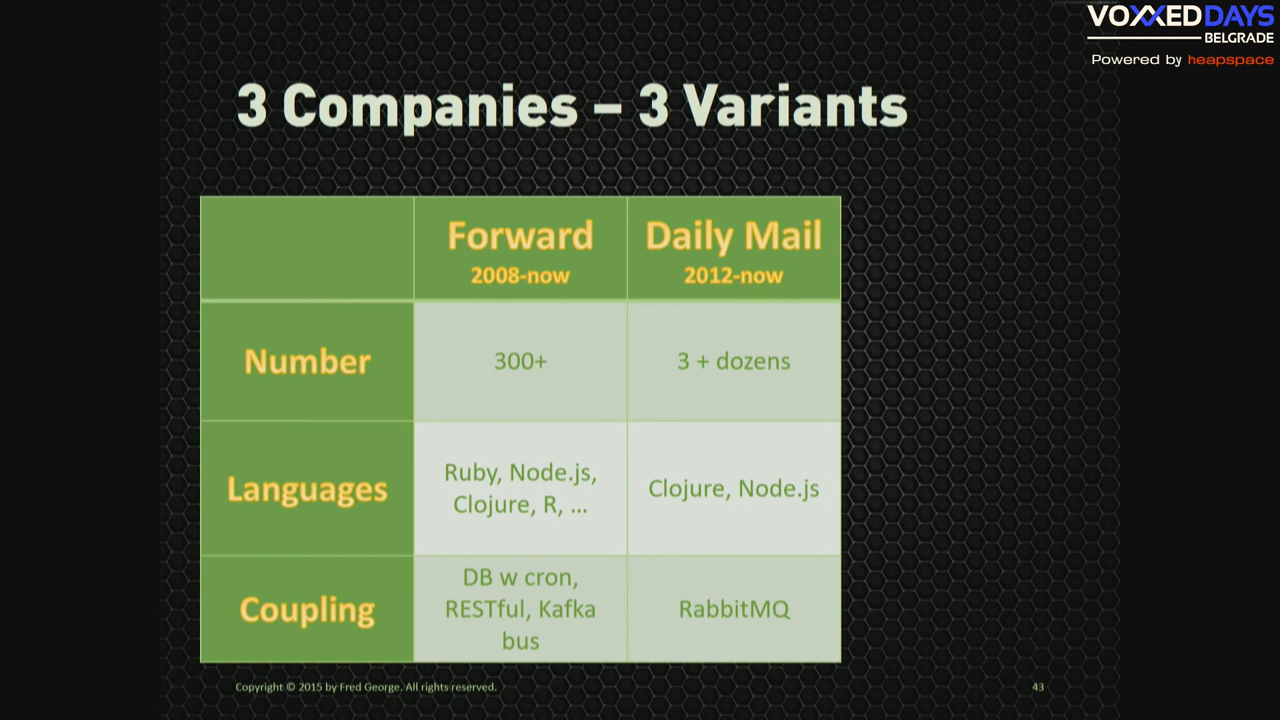 VOXXED DAYS
BELGRADE
Powered by heapspace
3 Companies – 3 Variants
Forward
2008-now
Daily Mail
2012-now
Number
300+
3 + dozens
Languages
Ruby, Node.js,
Clojure, R, ...
Clojure, Node.js
Coupling
DB w cron,
RESTful, Kafka
bus
RabbitMQ
Copyright © 2015 by Fred George. All rights reserved.
43